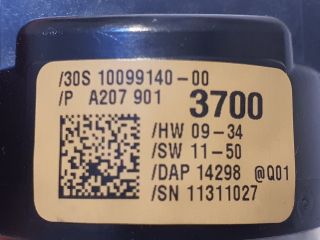 /30S 10099140-00
/P A207 901 3700
/HW 09-34
/SW 11-50
/DAP 14298 @Q01
/SN 11311027